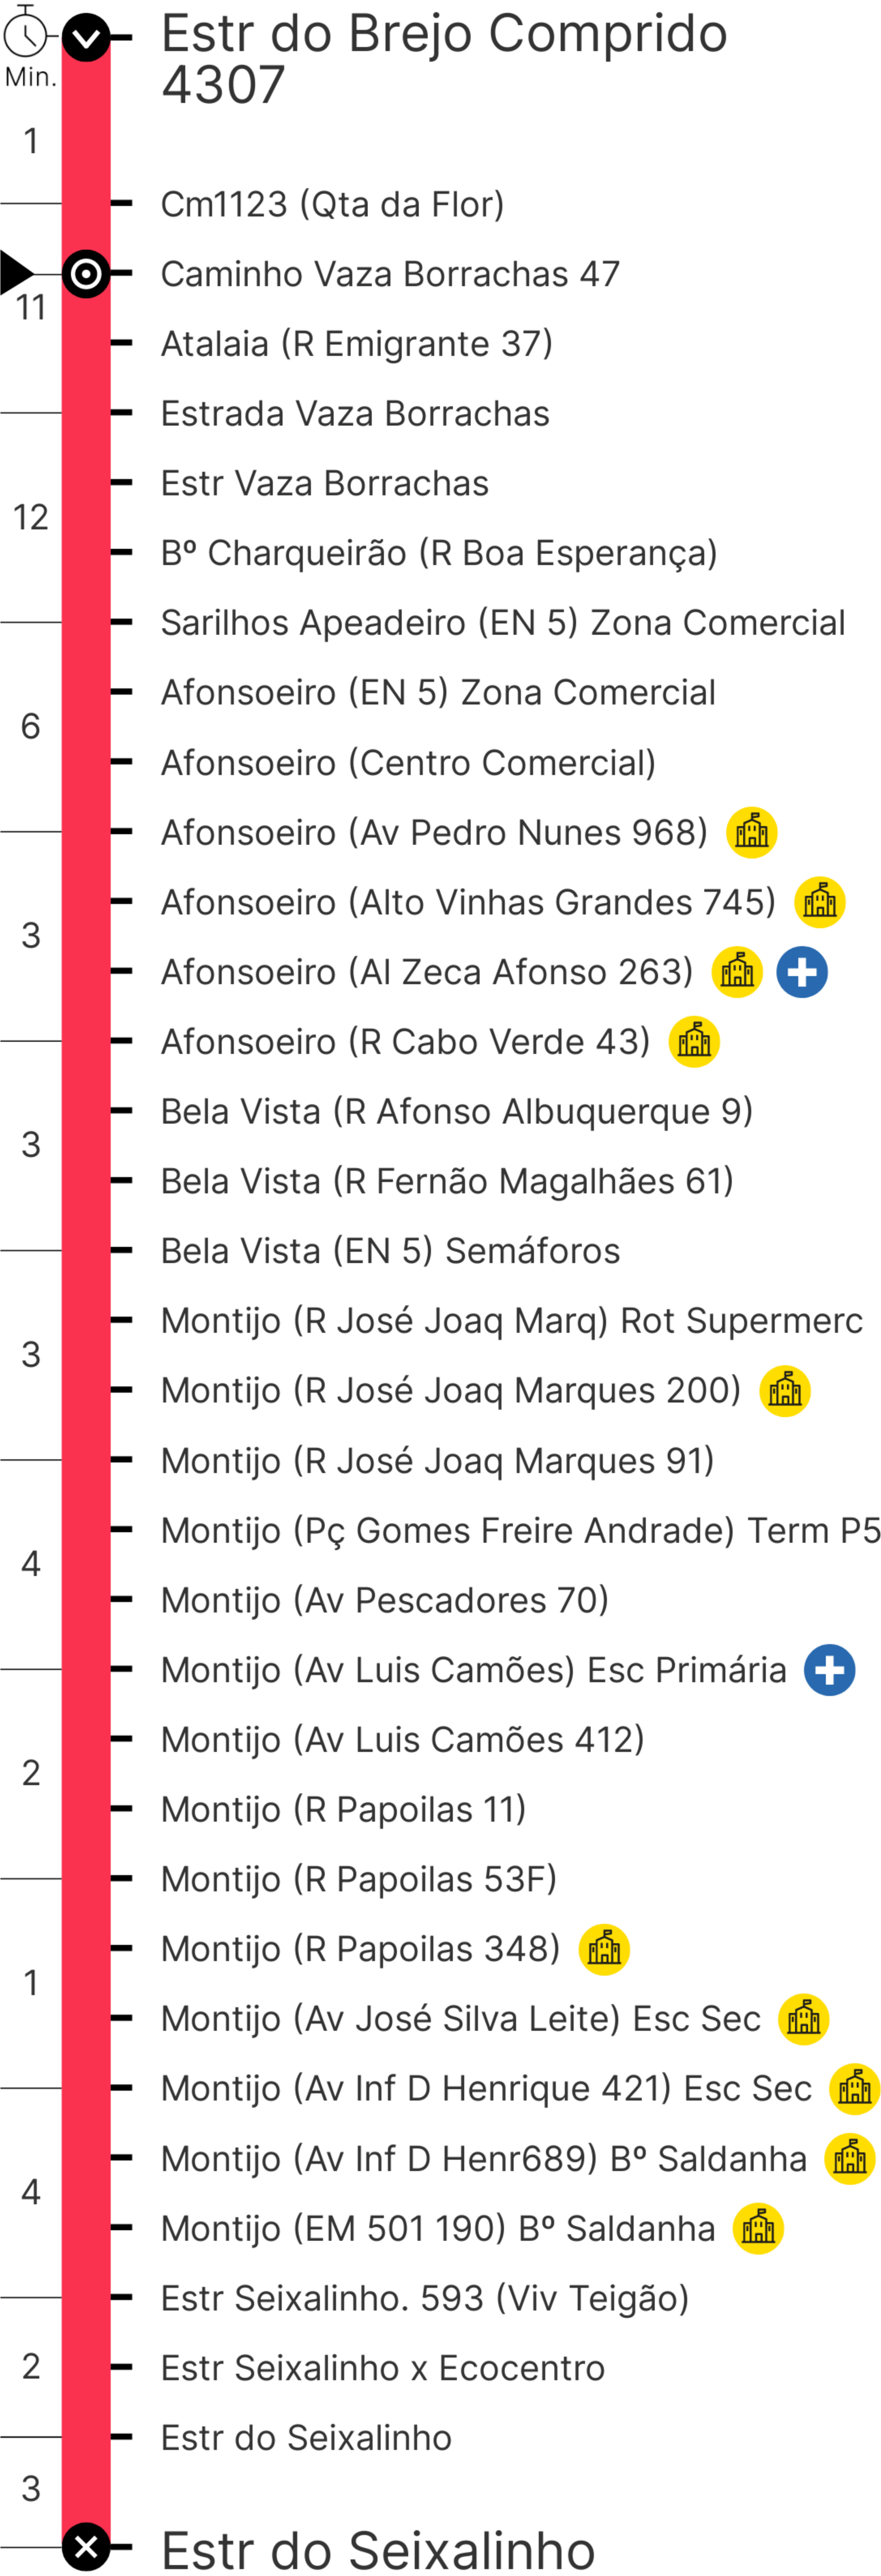 Estr do Brejo Comprido
4307
Min.
1
Cm1123 (Qta da Flor)
Caminho Vaza Borrachas 47
11
Atalaia (R Emigrante 37)
Estrada Vaza Borrachas
Estr Vaza Borrachas
12
Bº Charqueirão (R Boa Esperança)
Sarilhos Apeadeiro (EN 5) Zona Comercial
Afonsoeiro (EN 5) Zona Comercial
6
Afonsoeiro (Centro Comercial)
Afonsoeiro (Av Pedro Nunes 968)
Afonsoeiro (Alto Vinhas Grandes 745)
3
Afonsoeiro (Al Zeca Afonso 263)
Afonsoeiro (R Cabo Verde 43)
Bela Vista (R Afonso Albuquerque 9)
3
Bela Vista (R Fernão Magalhães 61)
Bela Vista (EN 5) Semáforos
Montijo (R José Joaq Marq) Rot Supermerc
3
Montijo (R José Joaq Marques 200)
Montijo (R José Joaq Marques 91)
Montijo (Pç Gomes Freire Andrade) Term P5
4
Montijo (Av Pescadores 70)
Montijo (Av Luis Camões) Esc Primária
Montijo (Av Luis Camões 412)
2
Montijo (R Papoilas 11)
Montijo (R Papoilas 53F)
Montijo (R Papoilas 348)
1
Montijo (Av José Silva Leite) Esc Sec
Montijo (Av Inf D Henrique 421) Esc Sec
Montijo (Av Inf D Henr689) Bº Saldanha
4
Montijo (EM 501 190) Bº Saldanha
Estr Seixalinho. 593 (Viv Teigão)
2
Estr Seixalinho x Ecocentro
Estr do Seixalinho
3
Estr do Seixalinho